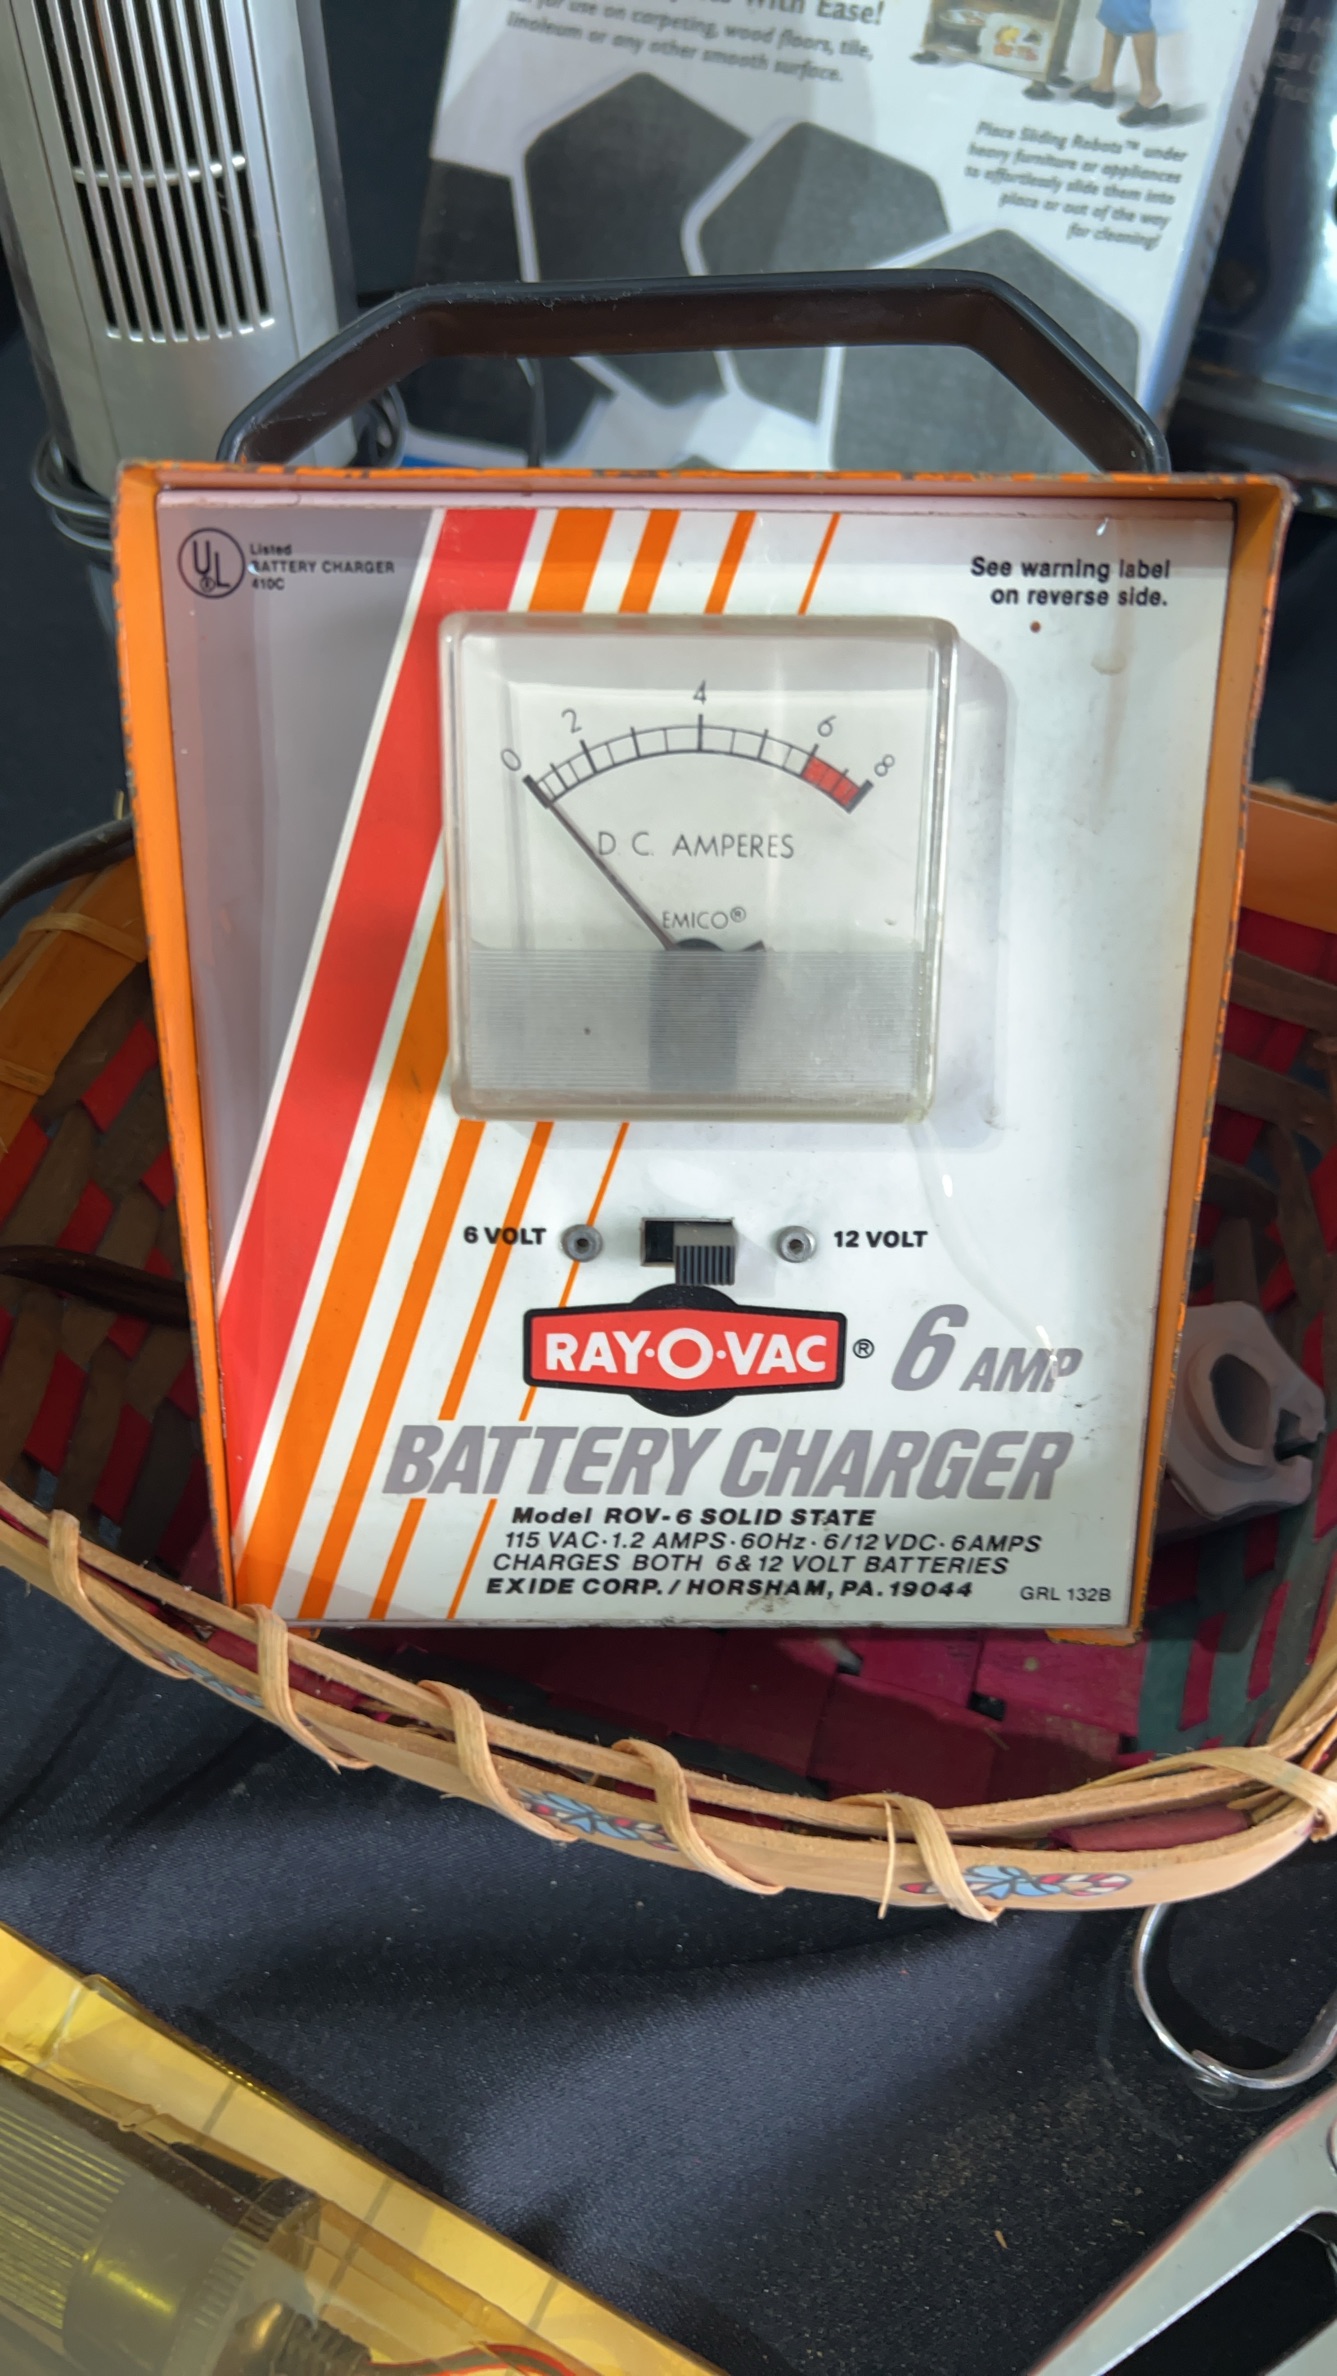 With Ease!
for use on carpeting, wood floors, tile,
linoleum or any other smooth surface.
Place Sliding Robots™ under
heavy furniture or appliances
to effortlessly slide them into
place or out of the way
for cleaning!
UL
Listed
BATTERY CHARGER
410C
See warning label
on reverse side.
0 2 4 6 8
D.C. AMPERES
EMICO®
6 VOLT 12 VOLT
RAY·O·VAC® 6 AMP
BATTERY CHARGER
Model ROV-6 SOLID STATE
115 VAC·1.2 AMPS·60Hz·6/12VDC·6AMPS
CHARGES BOTH 6&12 VOLT BATTERIES
EXIDE CORP./HORSHAM, PA.19044 GRL 132B